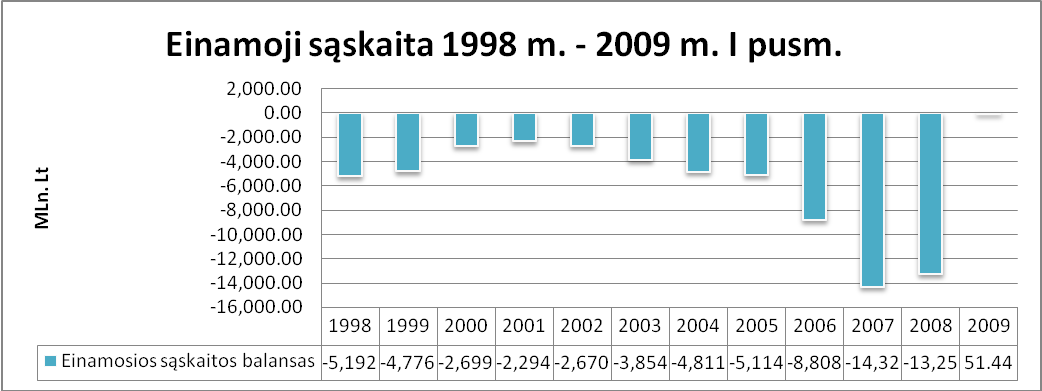 Einamoji sąskaita 1998 m. - 2009 m. I pusm.
MLn. Lt
2,000.00
0.00
-2,000.00
-4,000.00
-6,000.00
-8,000.00
-10,000.00
-12,000.00
-14,000.00
-16,000.00
1998 1999 2000 2001 2002 2003 2004 2005 2006 2007 2008 2009
Einamosios sąskaitos balansas -5,192 -4,776 -2,699 -2,294 -2,670 -3,854 -4,811 -5,114 -8,808 -14,32 -13,25 51.44